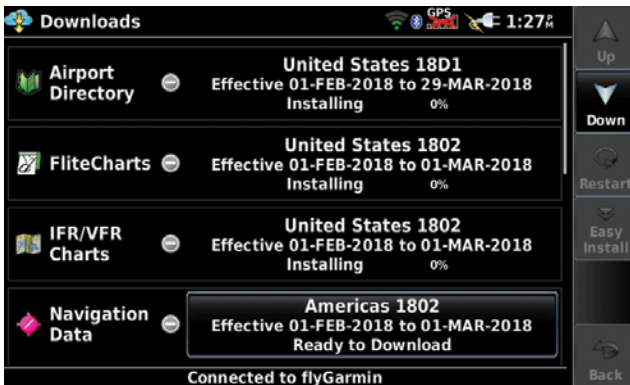 Downloads
GPS
1:27PM
Up
Down
Restart
Easy
Install
Back
Airport
Directory
United States 18D1
Effective 01-FEB-2018 to 29-MAR-2018
Installing 0%
FliteCharts
United States 1802
Effective 01-FEB-2018 to 01-MAR-2018
Installing 0%
IFR/VFR
Charts
United States 1802
Effective 01-FEB-2018 to 01-MAR-2018
Installing 0%
Navigation
Data
Americas 1802
Effective 01-FEB-2018 to 01-MAR-2018
Ready to Download
Connected to flyGarmin